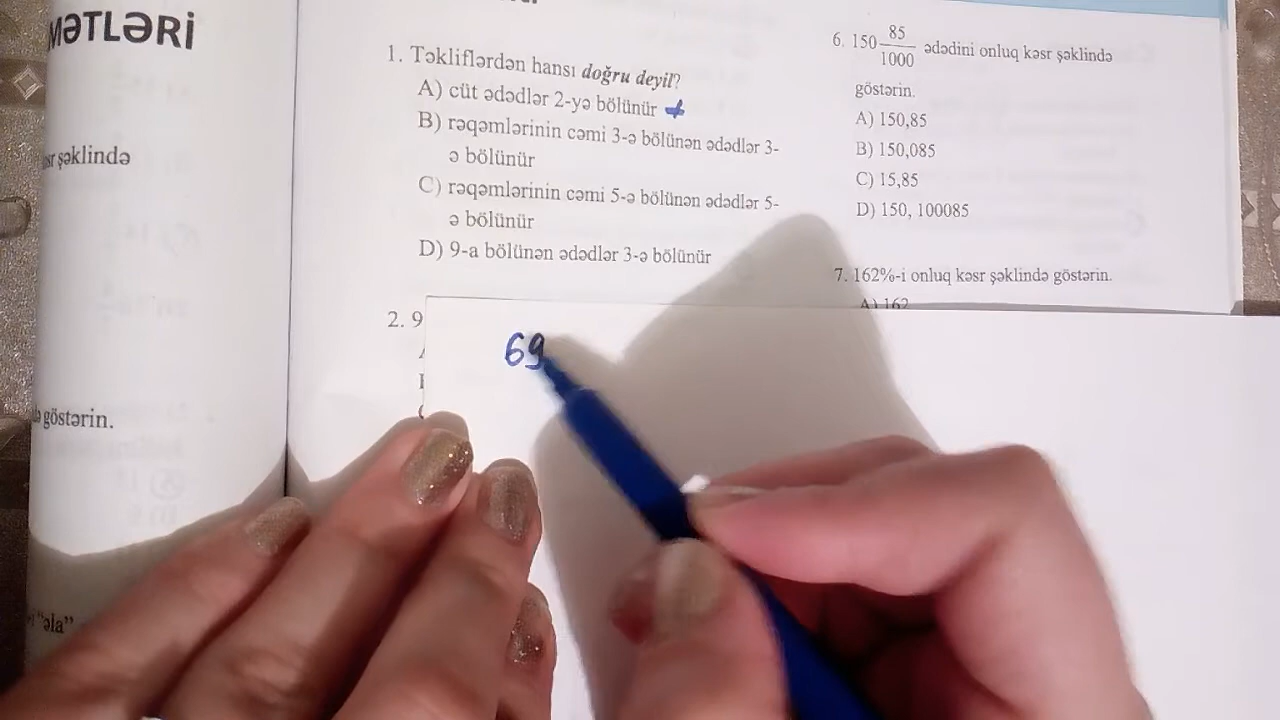 MƏTLƏRİ
şəklində
göstərin.
"əla"
1. Təkliflərdən hansı doğru deyil?
A) cüt ədədlər 2-yə bölünür +
B) rəqəmlərinin cəmi 3-ə bölünən ədədlər 3-
ə bölünür
C) rəqəmlərinin cəmi 5-ə bölünən ədədlər 5-
ə bölünür
D) 9-a bölünən ədədlər 3-ə bölünür
2. 9
69
6. 150 85/1000 ədədini onluq kəsr şəklində
göstərin.
A) 150,85
B) 150,085
C) 15,85
D) 150, 100085
7. 162%-i onluq kəsr şəklində göstərin.
A) 162